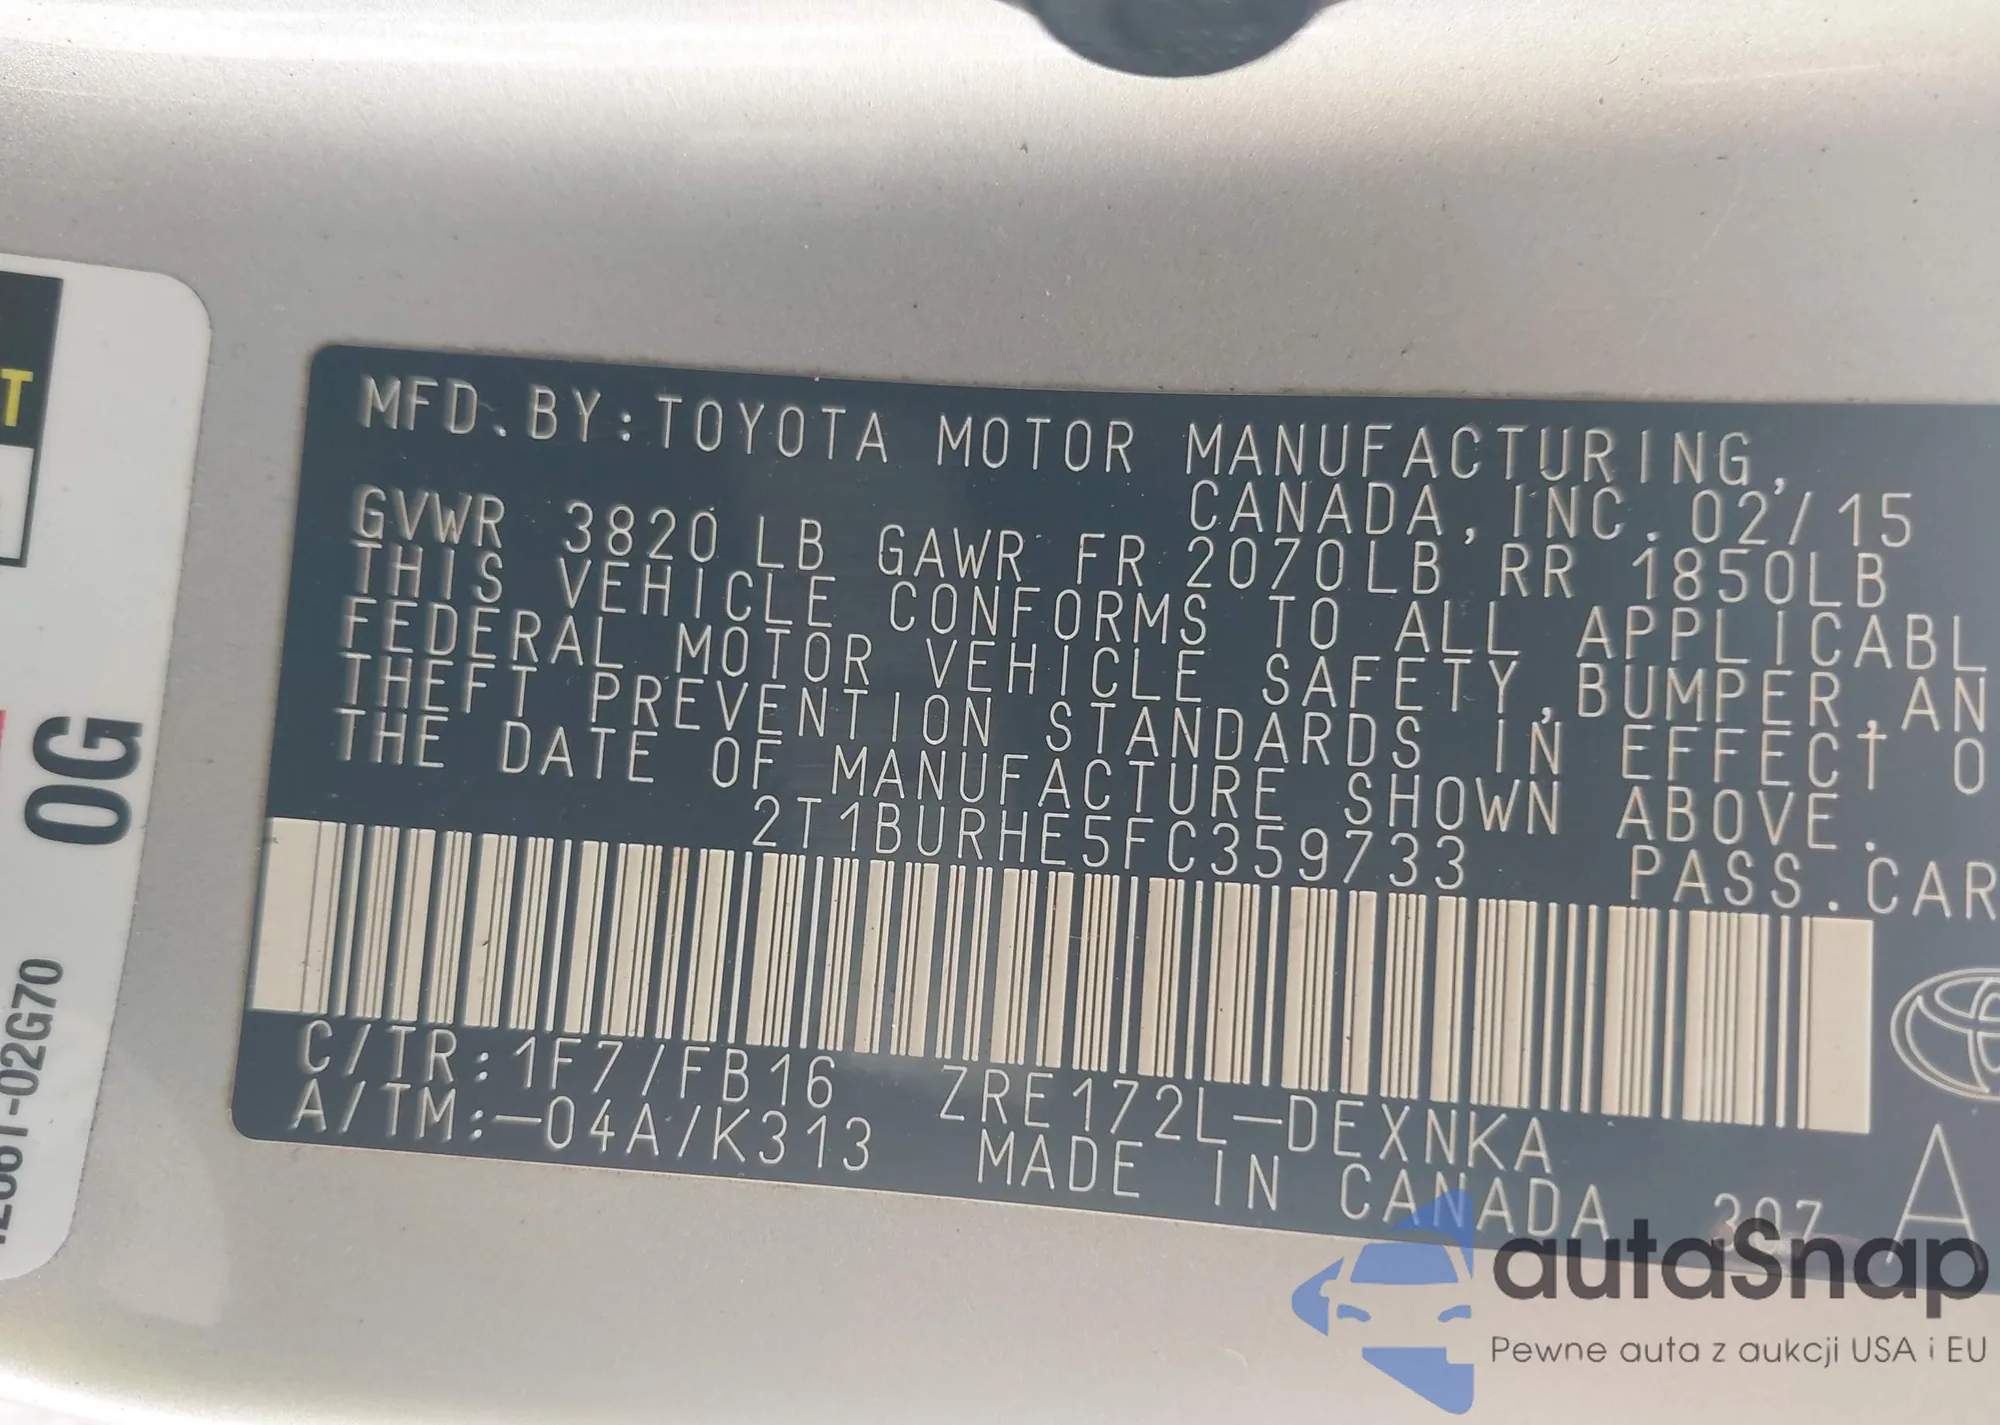 MFD.BY:TOYOTA MOTOR MANUFACTURING,
CANADA,INC.02/15
GVWR 3820 LB GAWR FR 2070LB RR 1850LB
THIS VEHICLE CONFORMS TO ALL APPLICABL
FEDERAL MOTOR VEHICLE SAFETY,BUMPER,AN
THEFT PREVENTION STANDARDS IN EFFECT O
THE DATE OF MANUFACTURE SHOWN ABOVE.
2T1BURHE5FC359733 PASS.CAR
C/TR:1F7/FB16 ZRE172L-DEXNKA
A/TM:-04A/K313 MADE IN CANADA 307 A
T
0G
autaSnap
Pewne auta z aukcji USA i EU